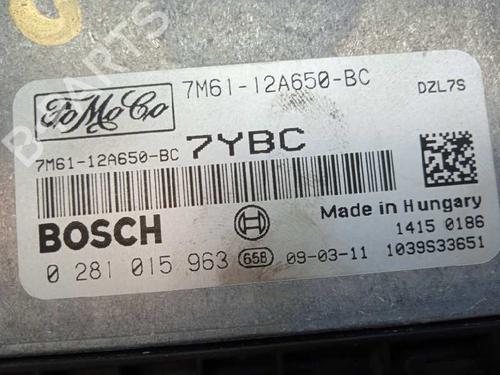 FoMoCo
7M61-12A650-BC
DZL7S
7M61-12A650-BC 7YBC
BOSCH
Made in Hungary
1415 0186
0 281 015 963 658 09-03-11 1039S33651